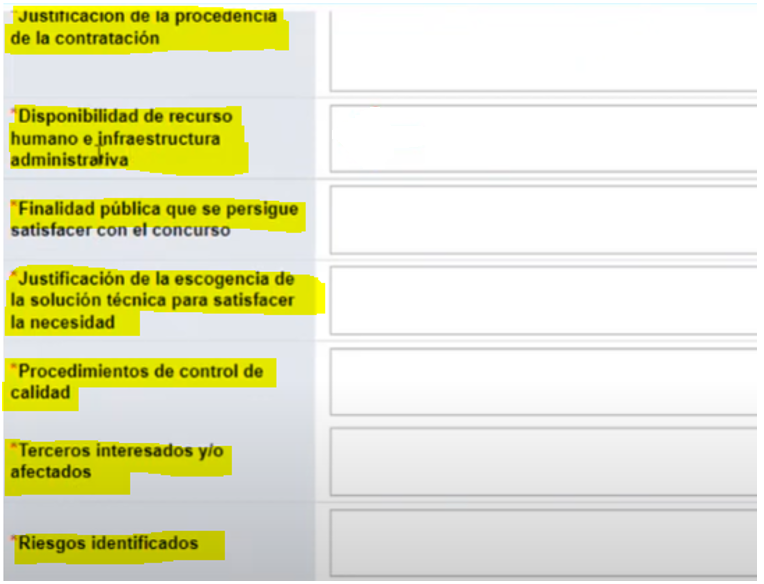 *Justificación de la procedencia
de la contratación
*Disponibilidad de recurso
humano e infraestructura
administrativa
*Finalidad pública que se persigue
satisfacer con el concurso
*Justificación de la escogencia de
la solución técnica para satisfacer
la necesidad
*Procedimientos de control de
calidad
*Terceros interesados y/o
afectados
*Riesgos identificados